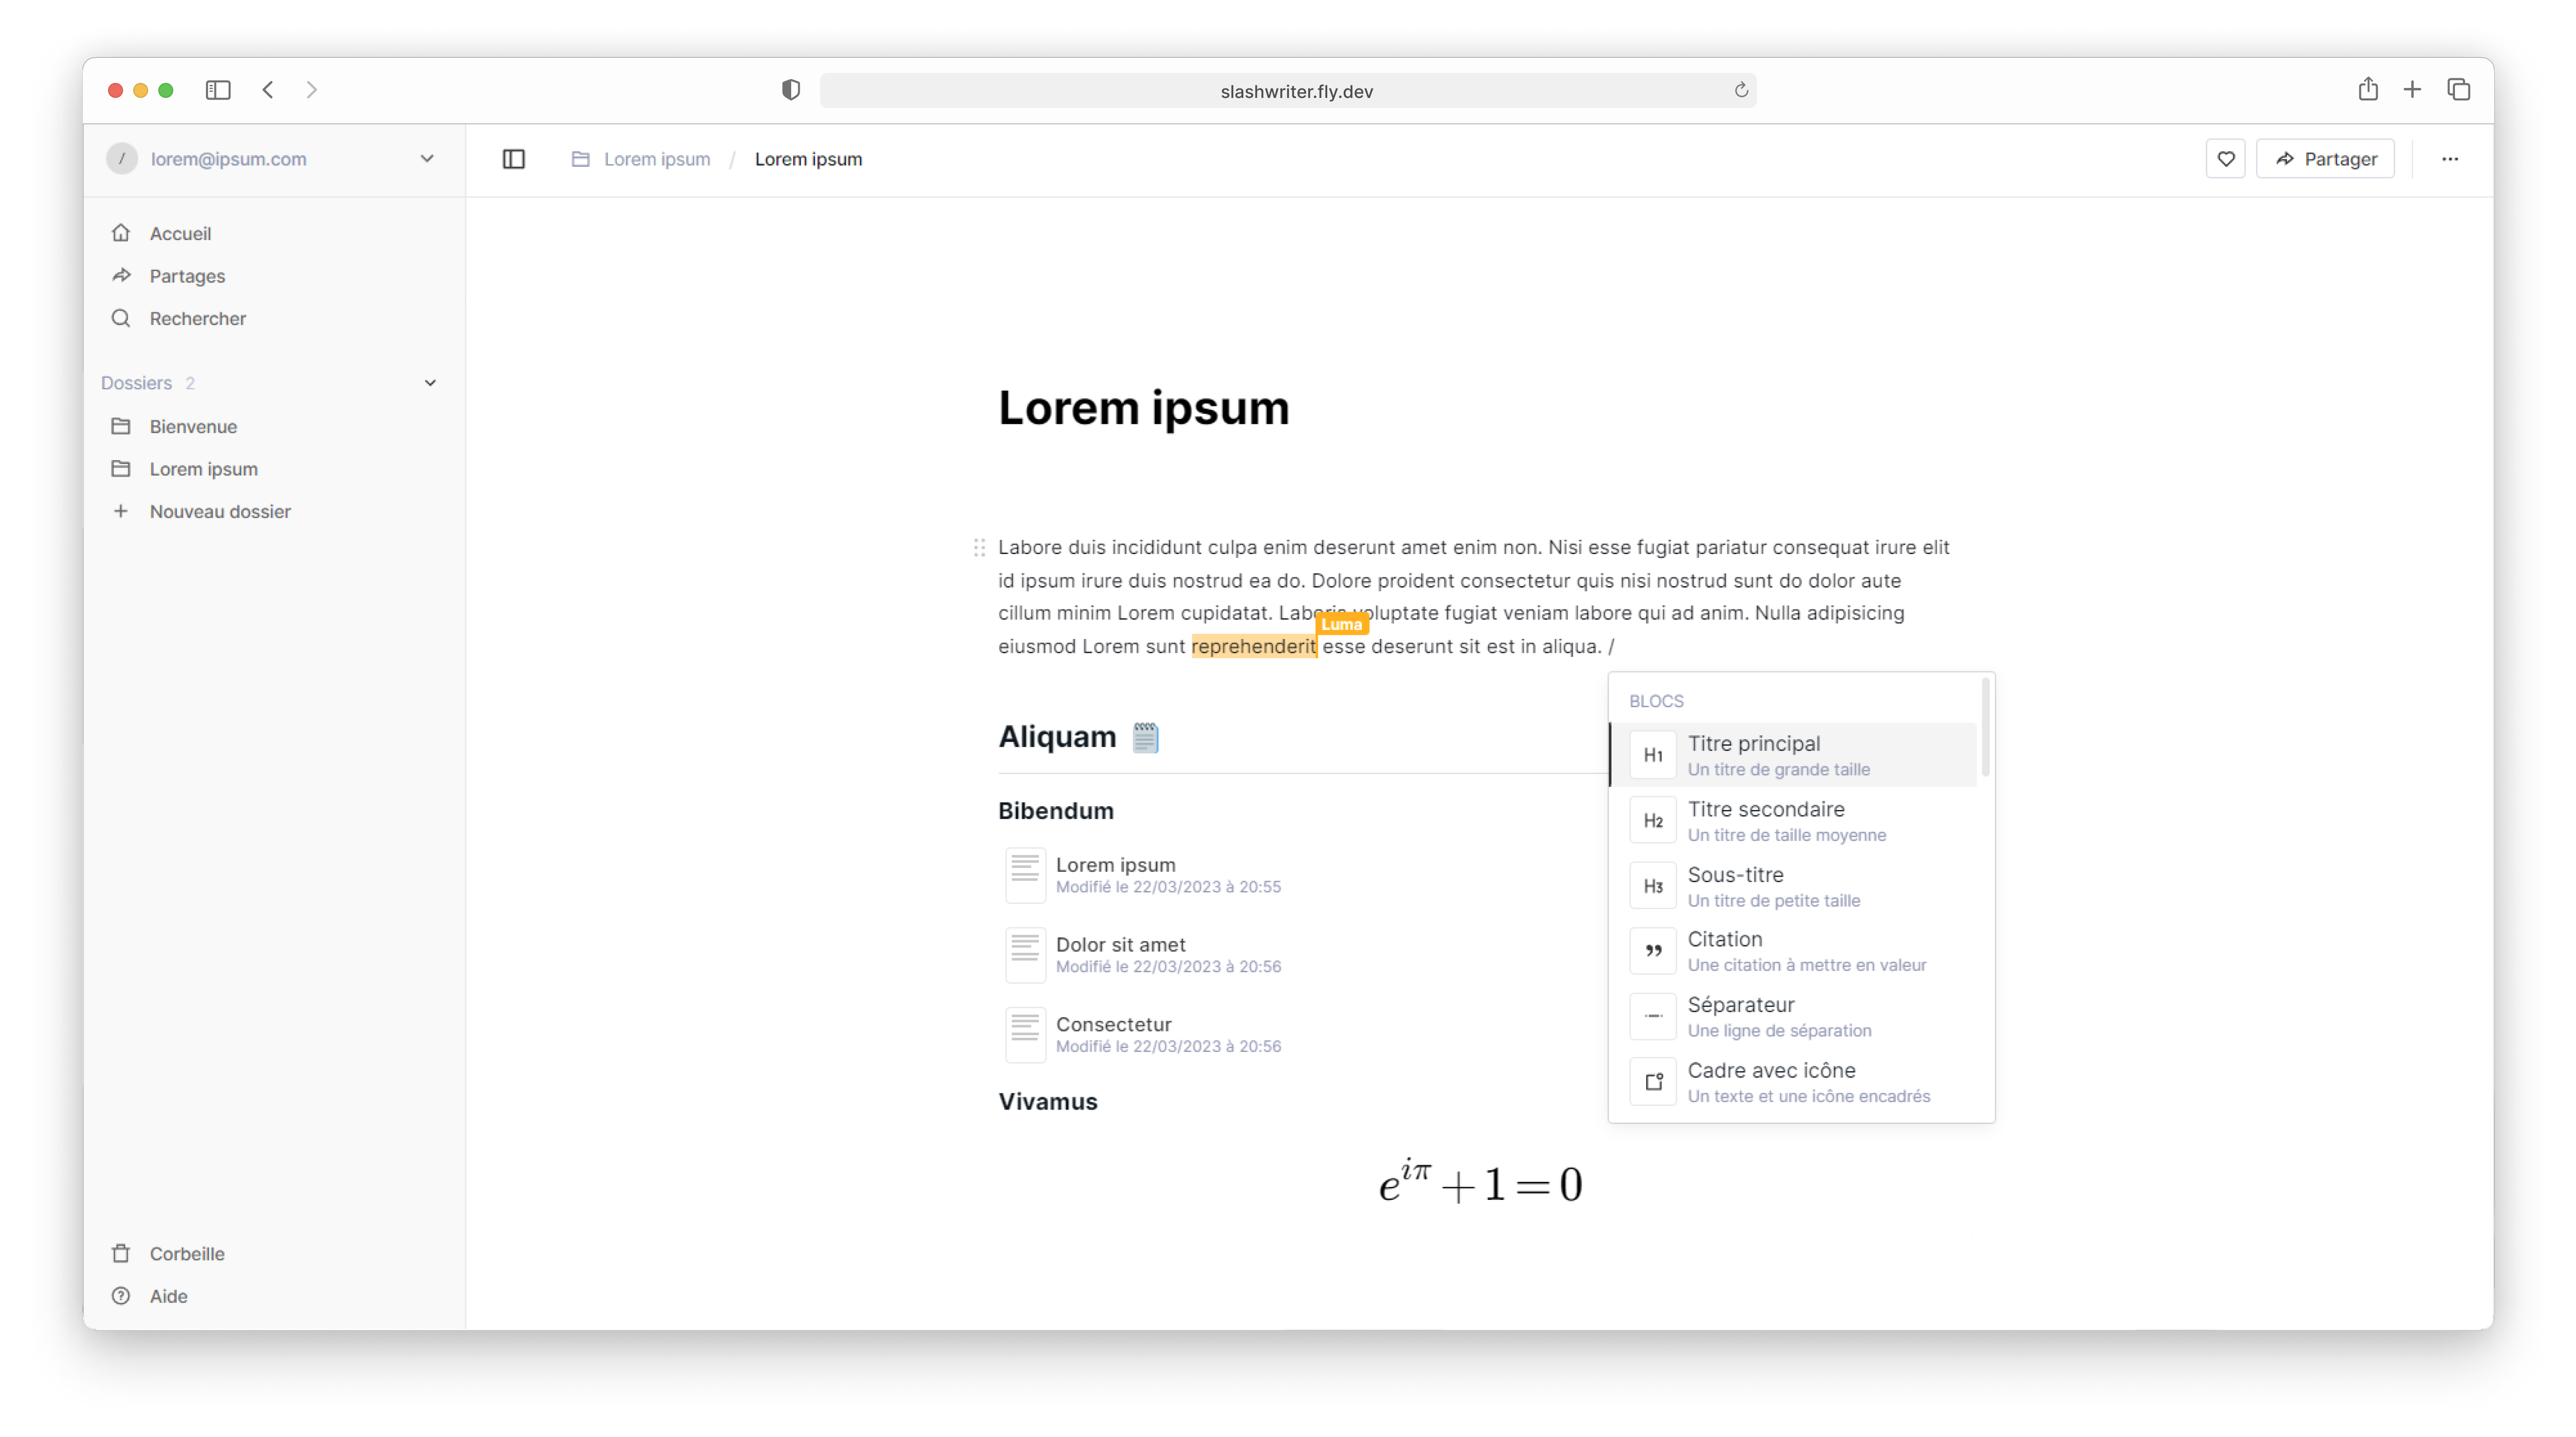 slashwriter.fly.dev
/ lorem@ipsum.com
Lorem ipsum / Lorem ipsum
Partager
Accueil
Partages
Rechercher
Dossiers 2
Bienvenue
Lorem ipsum
Nouveau dossier
Corbeille
Aide
Lorem ipsum
Labore duis incididunt culpa enim deserunt amet enim non. Nisi esse fugiat pariatur consequat irure elit
id ipsum irure duis nostrud ea do. Dolore proident consectetur quis nisi nostrud sunt do dolor aute
cillum minim Lorem cupidatat. Laboris voluptate fugiat veniam labore qui ad anim. Nulla adipisicing
Luma
eiusmod Lorem sunt reprehenderit esse deserunt sit est in aliqua. /
Aliquam
Bibendum
Lorem ipsum
Modifié le 22/03/2023 à 20:55
Dolor sit amet
Modifié le 22/03/2023 à 20:56
Consectetur
Modifié le 22/03/2023 à 20:56
Vivamus
e^{iπ} + 1 = 0
BLOCS
H1 Titre principal
Un titre de grande taille
H2 Titre secondaire
Un titre de taille moyenne
H3 Sous-titre
Un titre de petite taille
Citation
Une citation à mettre en valeur
Séparateur
Une ligne de séparation
Cadre avec icône
Un texte et une icône encadrés